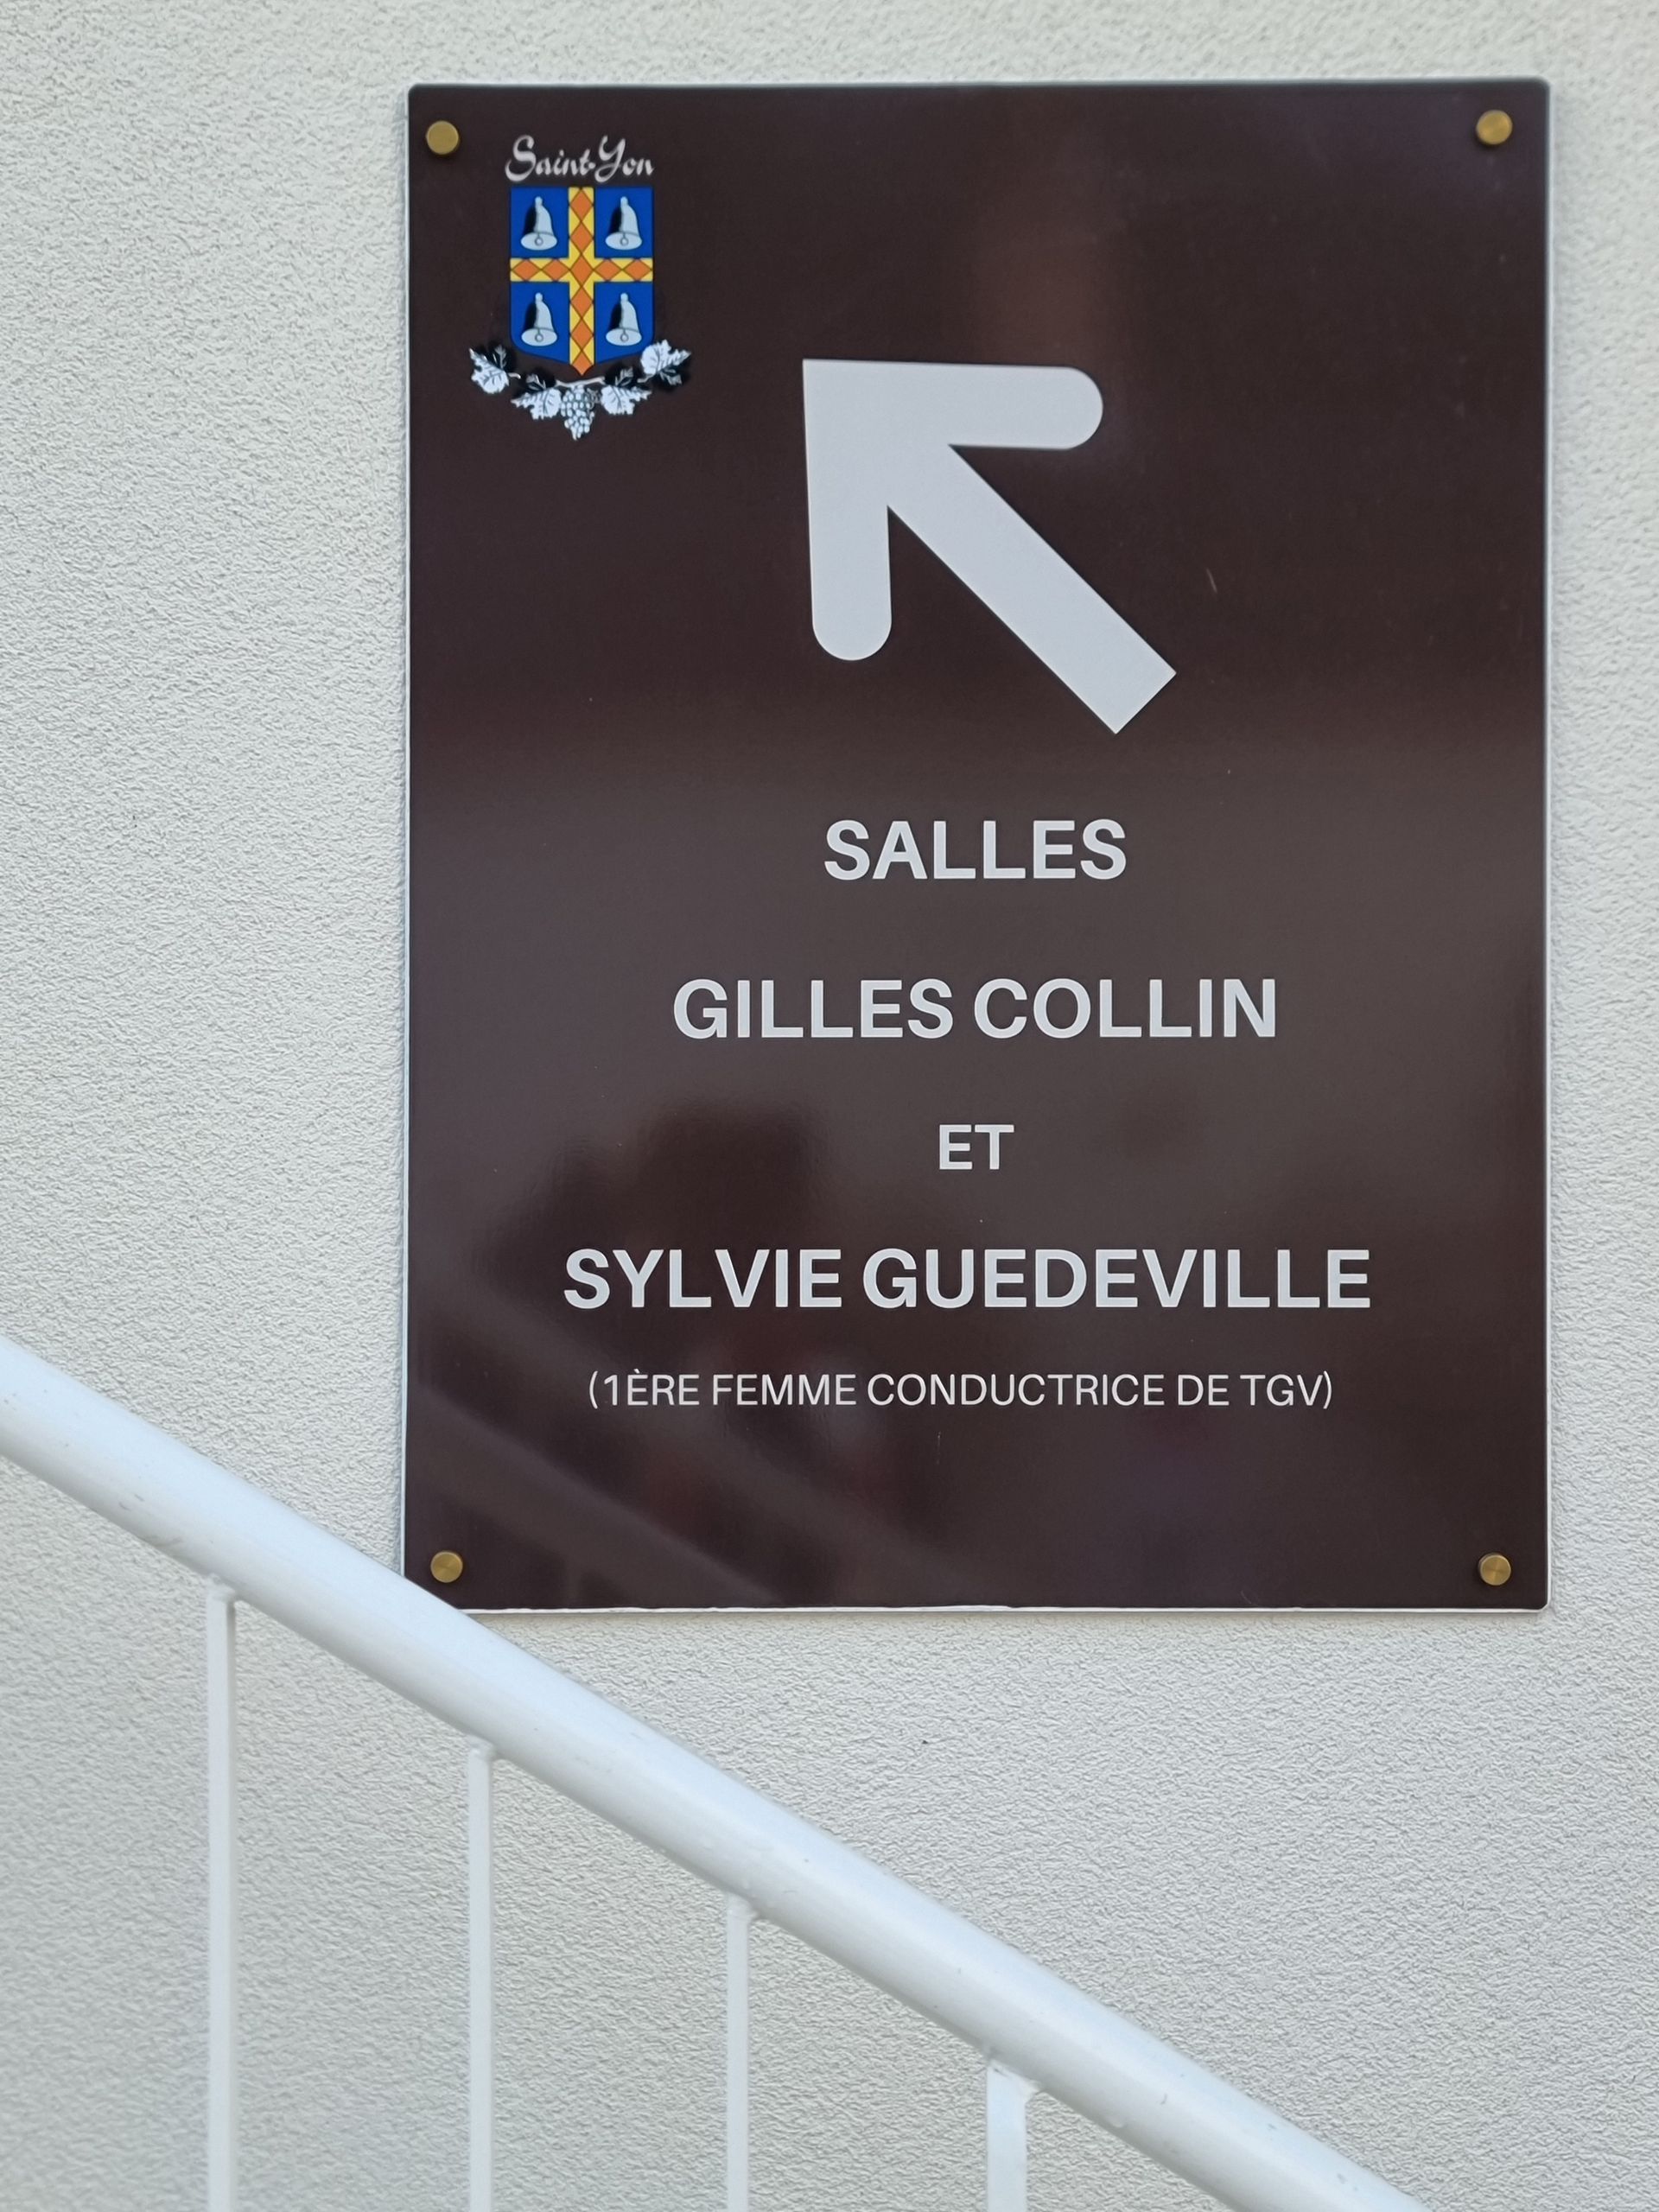 Saint-Yon
SALLES
GILLES COLLIN
ET
SYLVIE GUEDEVILLE
(1ÈRE FEMME CONDUCTRICE DE TGV)